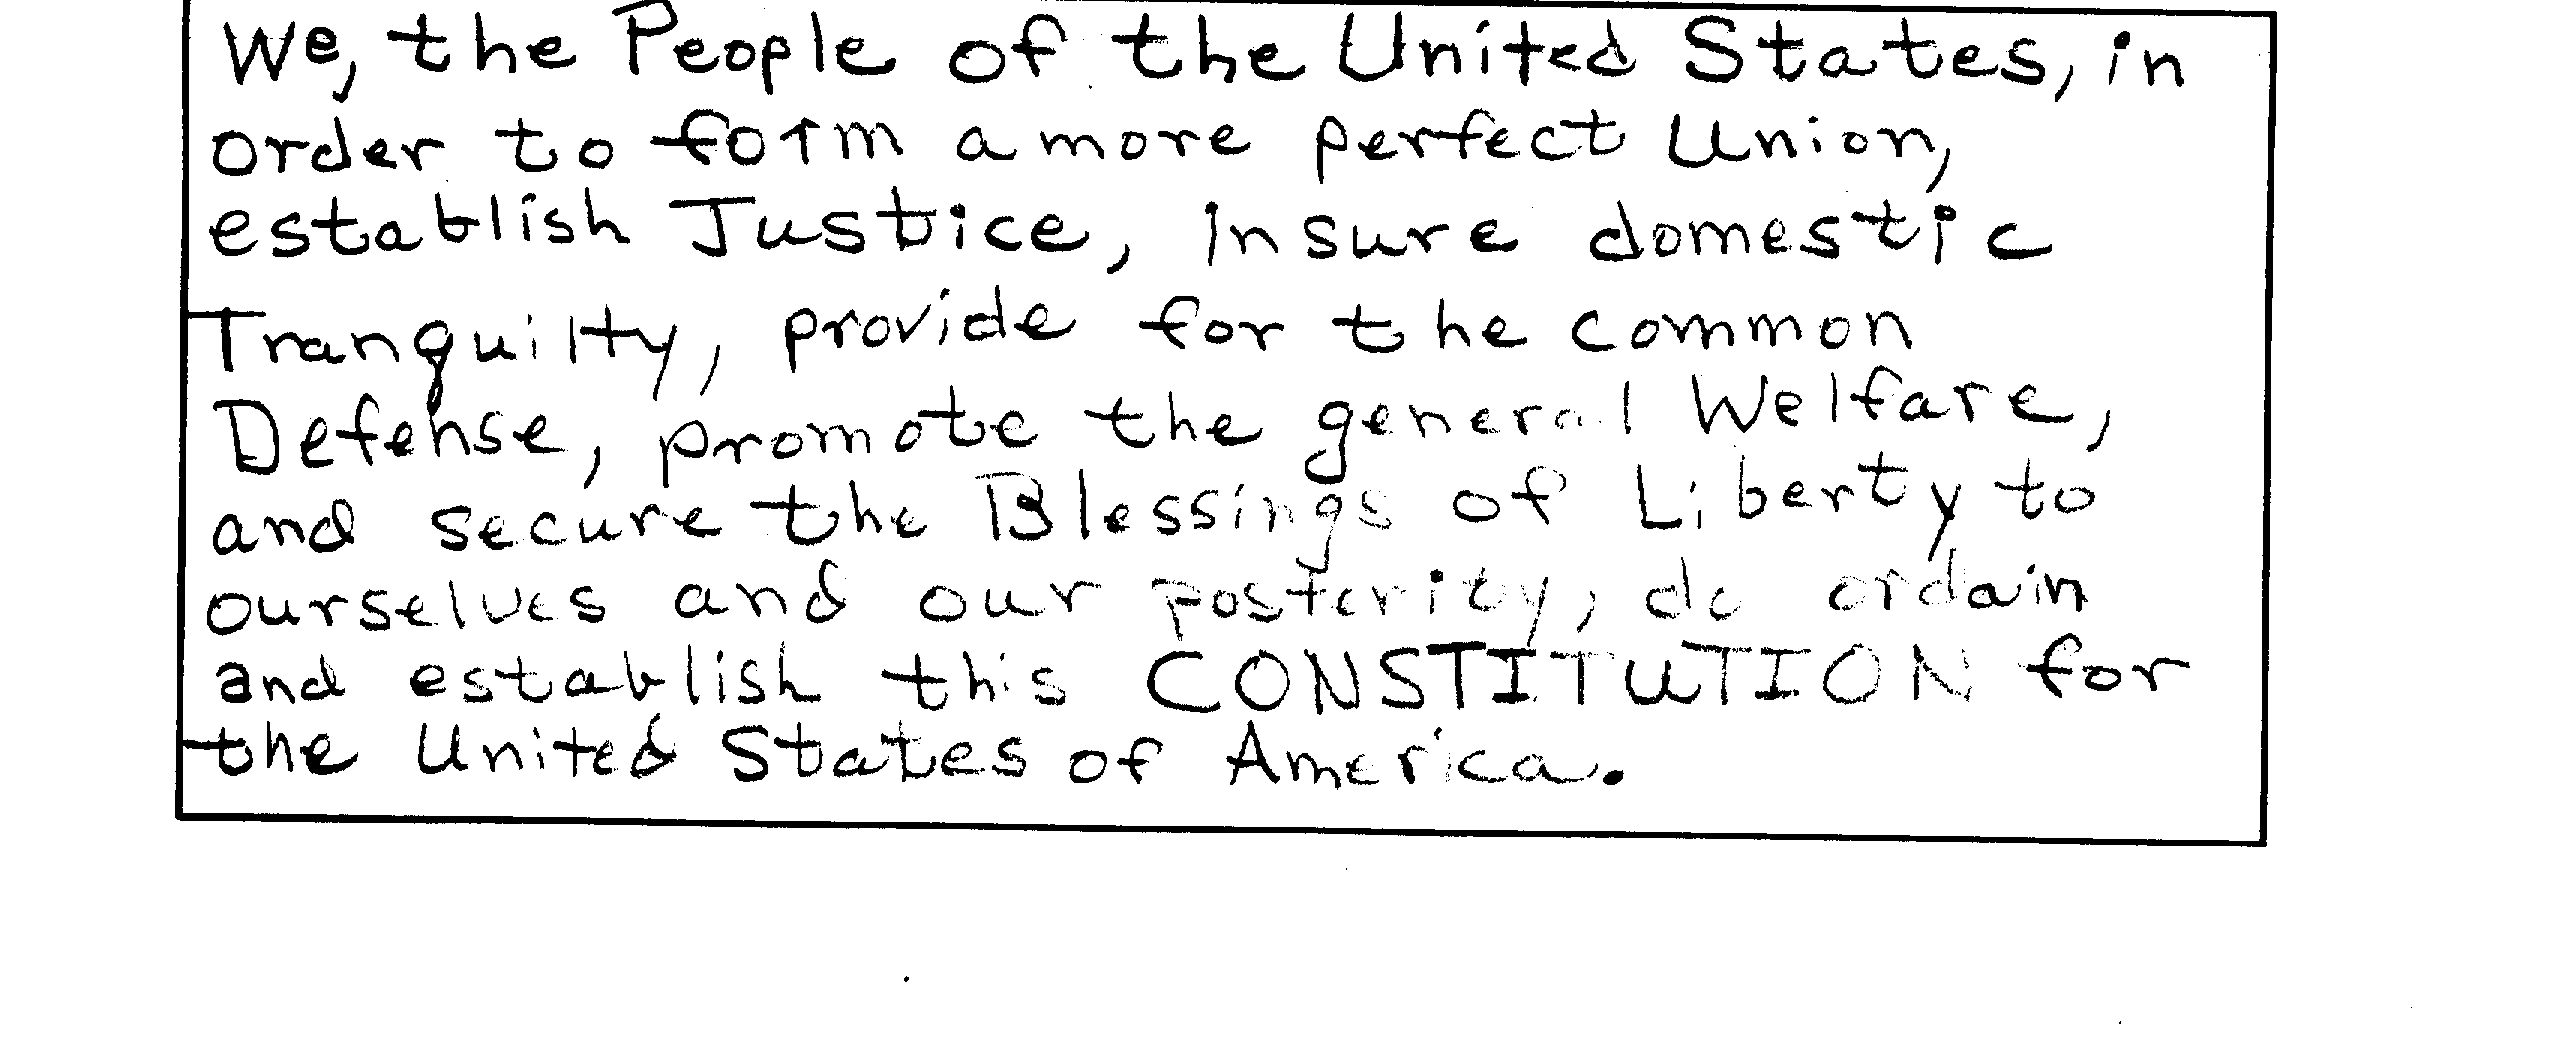 We, the People of the United States, in
order to form a more perfect Union,
establish Justice, insure domestic
Tranquilty, provide for the common
Defense, promote the general Welfare,
and secure the Blessings of Liberty to
ourselves and our posterity, do ordain
and establish this CONSTITUTION for
the United States of America.